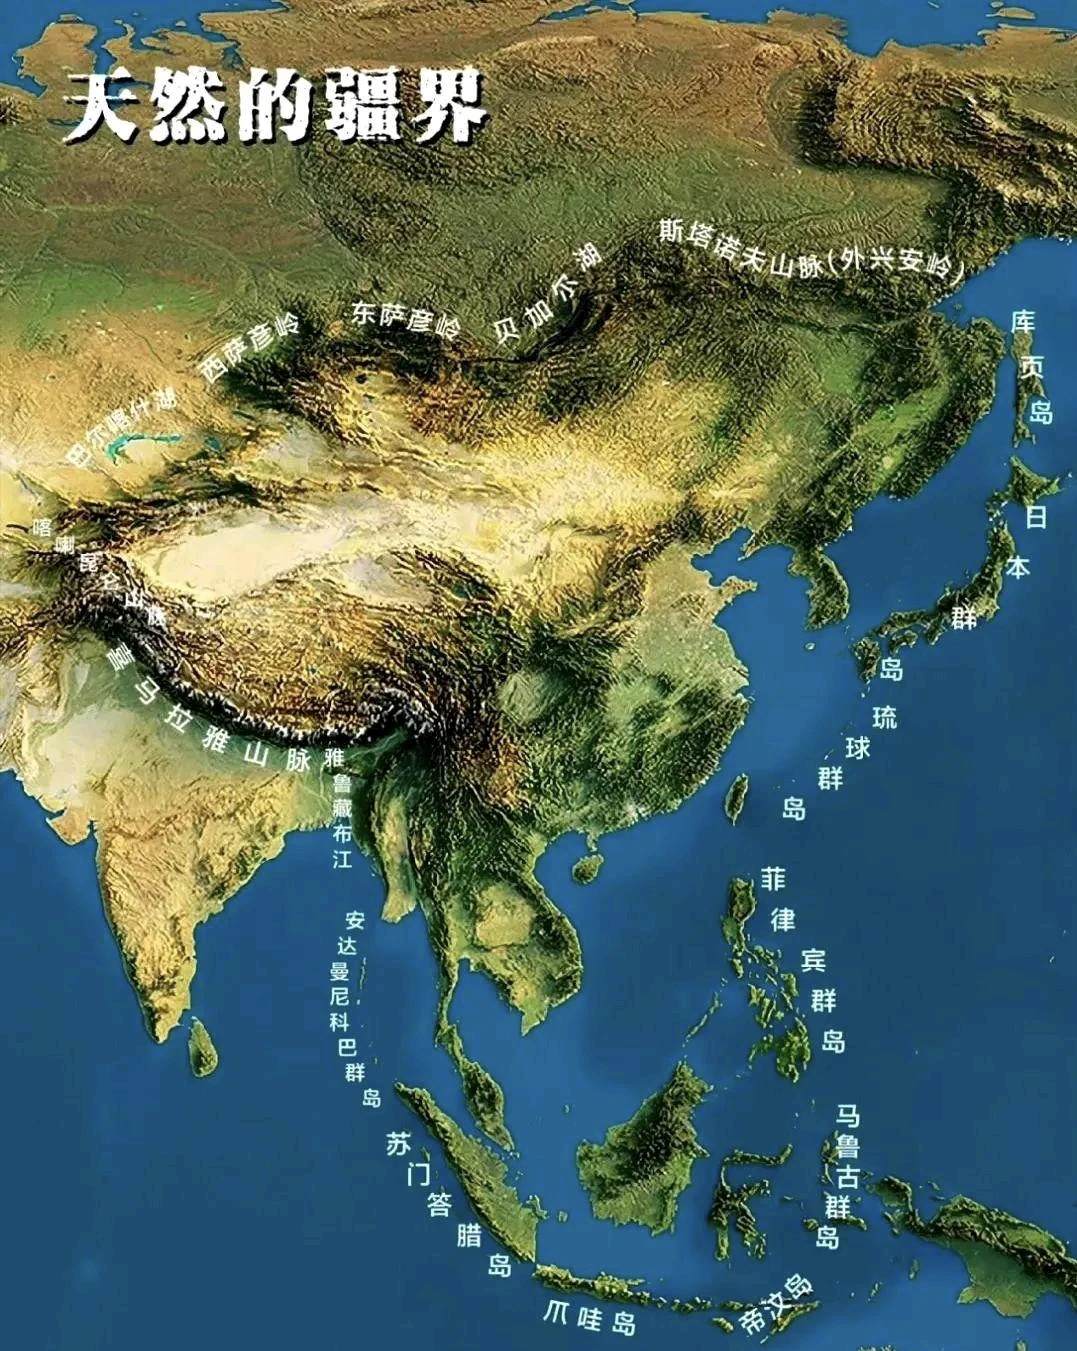 天然的疆界
斯塔诺夫山脉(外兴安岭)
贝加尔湖
东萨彦岭
西萨彦岭
巴尔喀什湖
喀喇昆仑山脉
喜马拉雅山脉
雅鲁藏布江
安达曼尼科巴群岛
苏门答腊岛
爪哇岛
帝汶岛
马鲁古群岛
菲律宾群岛
琉球群岛
日本群岛
库页岛